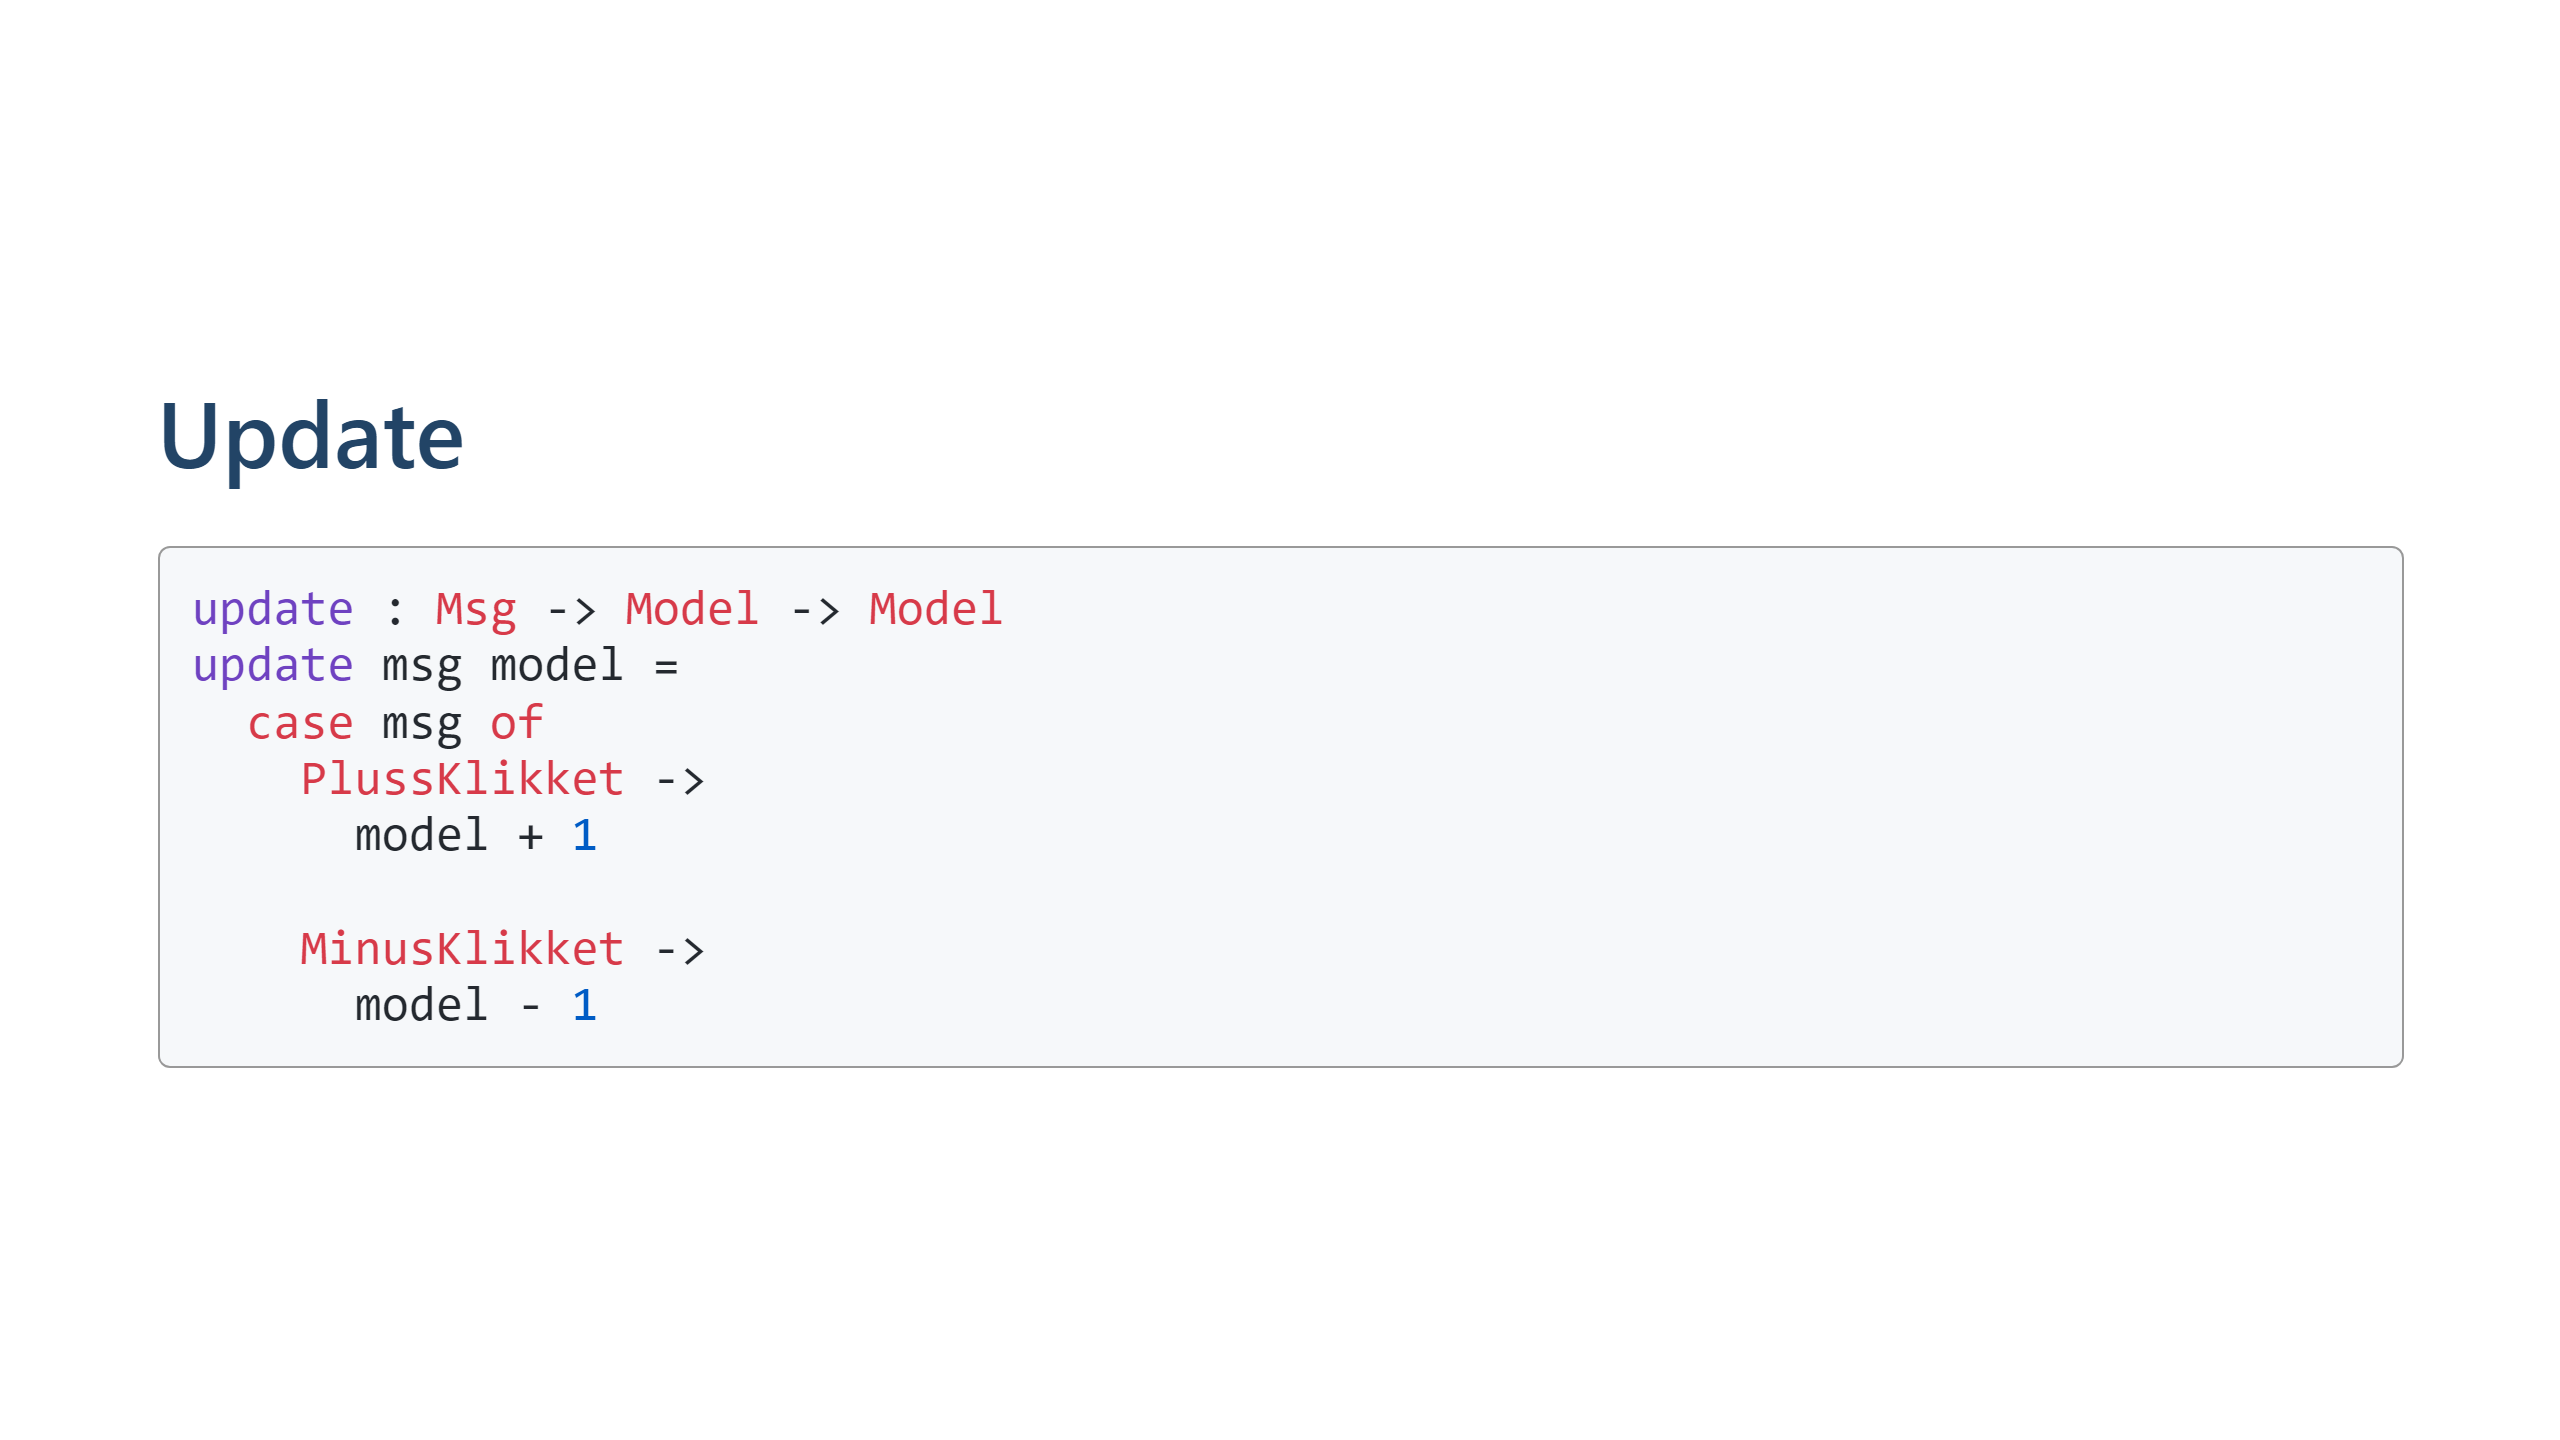 Update
update : Msg -> Model -> Model
update msg model =
  case msg of
    PlussKlikket ->
      model + 1
    MinusKlikket ->
      model - 1